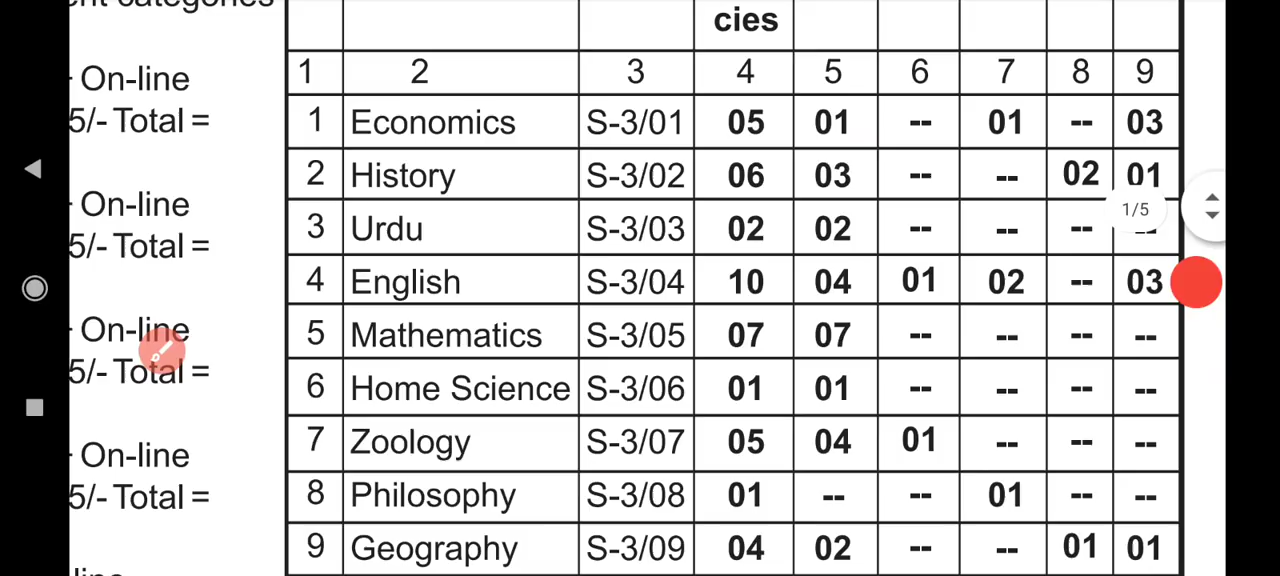 ent categories
- On-line
5/- Total =
- On-line
5/- Total =
- On-line
5/- Total =
- On-line
5/- Total =
line
cies
1 2 3 4 5 6 7 8 9
1 Economics S-3/01 05 01 -- 01 -- 03
2 History S-3/02 06 03 -- -- 02 01
1/5
3 Urdu S-3/03 02 02 -- -- -- --
4 English S-3/04 10 04 01 02 -- 03
5 Mathematics S-3/05 07 07 -- -- -- --
6 Home Science S-3/06 01 01 -- -- -- --
7 Zoology S-3/07 05 04 01 -- -- --
8 Philosophy S-3/08 01 -- -- 01 -- --
9 Geography S-3/09 04 02 -- -- 01 01